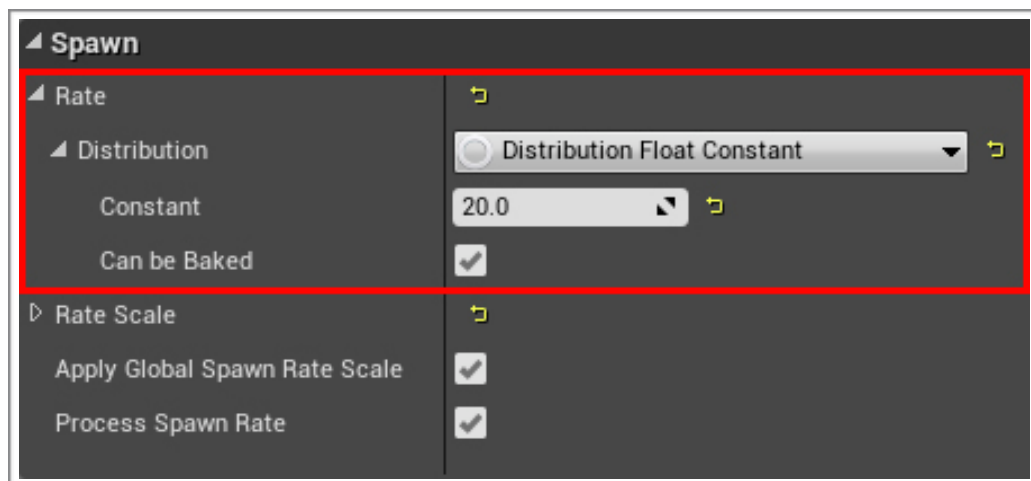 Spawn
Rate
Distribution Distribution Float Constant
Constant 20.0
Can be Baked
Rate Scale
Apply Global Spawn Rate Scale
Process Spawn Rate